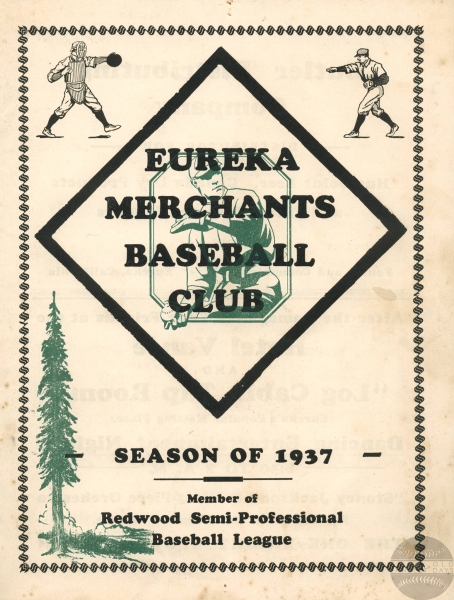 EUREKA
MERCHANTS
BASEBALL
CLUB
— SEASON OF 1937 —
Member of
Redwood Semi-Professional
Baseball League